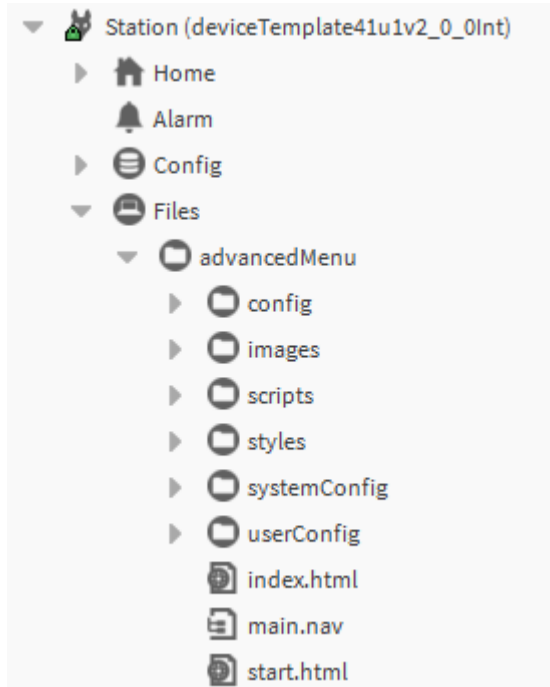 Station (deviceTemplate41u1v2_0_0Int)
Home
Alarm
Config
Files
advancedMenu
config
images
scripts
styles
systemConfig
userConfig
index.html
main.nav
start.html